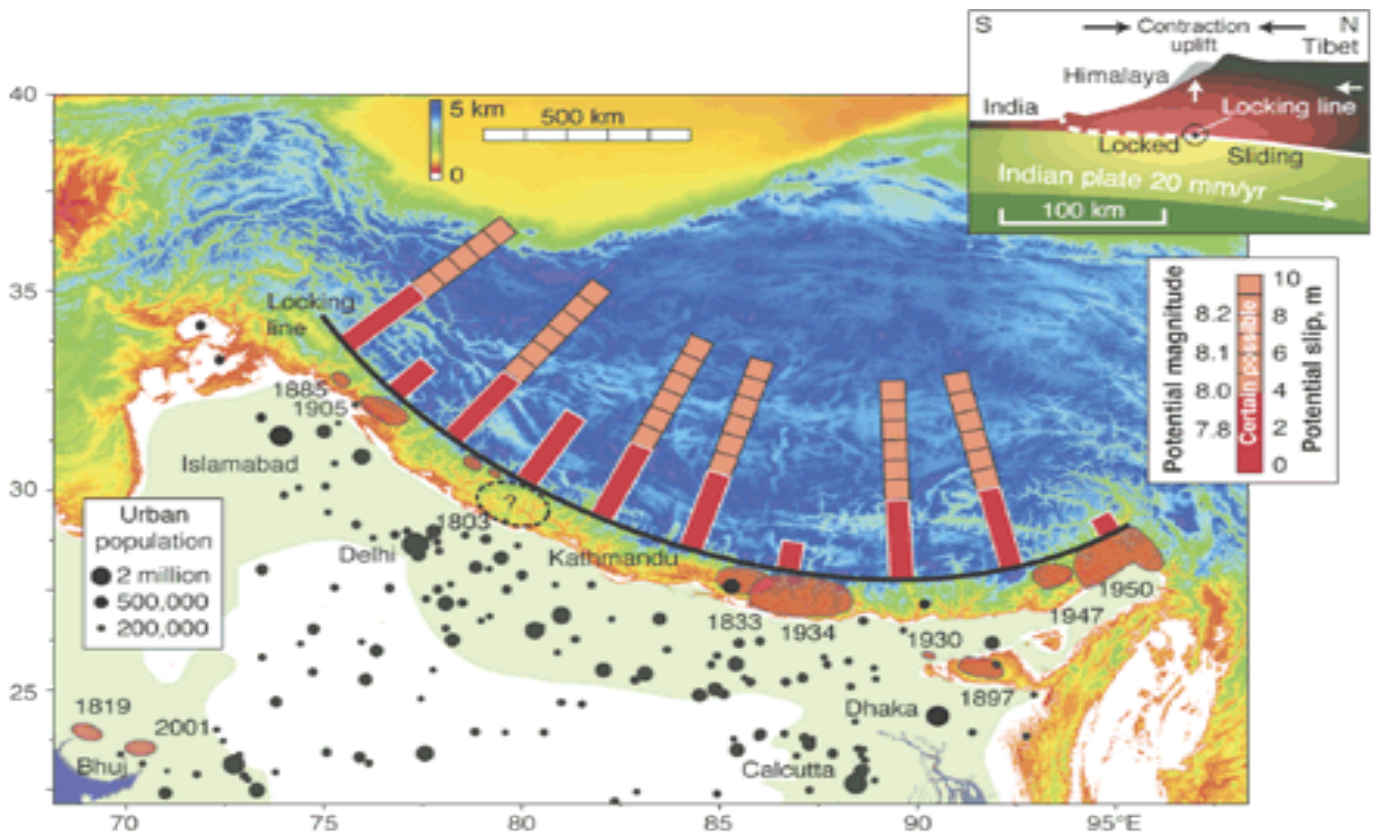 S
Contraction
uplift
N
Tibet
Himalaya
India
Locking line
Locked
Sliding
Indian plate 20 mm/yr
100 km
40
35
30
25
5 km
0
500 km
Locking
line
1885
1905
Islamabad
Urban
population
2 million
500,000
200,000
1803
?
Delhi
Kathmandu
1833
1934
1930
1947
1950
1897
Dhaka
Calcutta
1819
2001
Bhuj
70
75
80
85
90
95°E
Potential magnitude
8.2
8.1
8.0
7.8
Certain possible
10
8
6
4
2
0
Potential slip, m